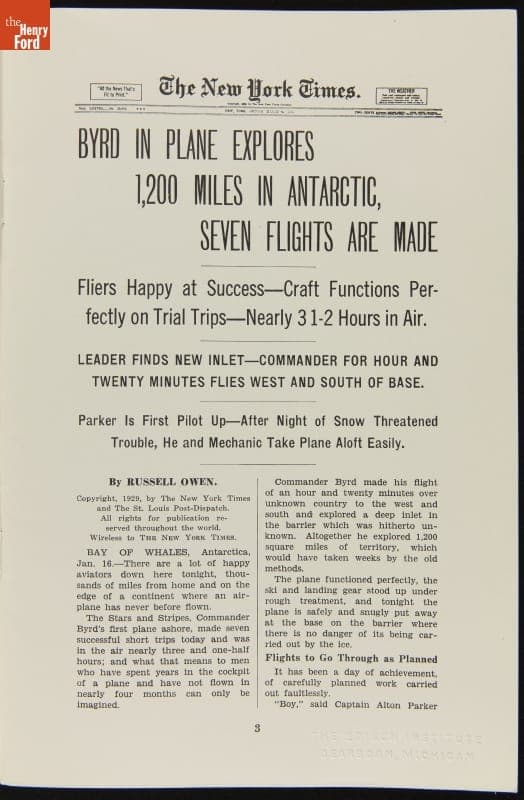 the
Henry
Ford
"All the News That's
Fit to Print."
The New York Times.
THE WEATHER
BYRD IN PLANE EXPLORES
1,200 MILES IN ANTARCTIC,
SEVEN FLIGHTS ARE MADE
Fliers Happy at Success—Craft Functions Per-
fectly on Trial Trips—Nearly 3 1-2 Hours in Air.
LEADER FINDS NEW INLET—COMMANDER FOR HOUR AND
TWENTY MINUTES FLIES WEST AND SOUTH OF BASE.
Parker Is First Pilot Up—After Night of Snow Threatened
Trouble, He and Mechanic Take Plane Aloft Easily.
By RUSSELL OWEN.
Copyright, 1929, by The New York Times
and The St. Louis Post-Dispatch.
All rights for publication re-
served throughout the world.
Wireless to THE NEW YORK TIMES.
BAY OF WHALES, Antarctica,
Jan. 16.—There are a lot of happy
aviators down here tonight, thou-
sands of miles from home and on the
edge of a continent where an air-
plane has never before flown.
The Stars and Stripes, Commander
Byrd's first plane ashore, made seven
successful short trips today and was
in the air nearly three and one-half
hours; and what that means to men
who have spent years in the cockpit
of a plane and have not flown in
nearly four months can only be
imagined.
Commander Byrd made his flight
of an hour and twenty minutes over
unknown country to the west and
south and explored a deep inlet in
the barrier which was hitherto un-
known. Altogether he explored 1,200
square miles of territory, which
would have taken weeks by the old
methods.
The plane functioned perfectly, the
ski and landing gear stood up under
rough treatment, and tonight the
plane is safely and snugly put away
at the base on the barrier where
there is no danger of its being car-
ried out by the ice.
Flights to Go Through as Planned
It has been a day of achievement,
of carefully planned work carried
out faultlessly.
"Boy," said Captain Alton Parker
3
DEARBORN, MICHIGAN